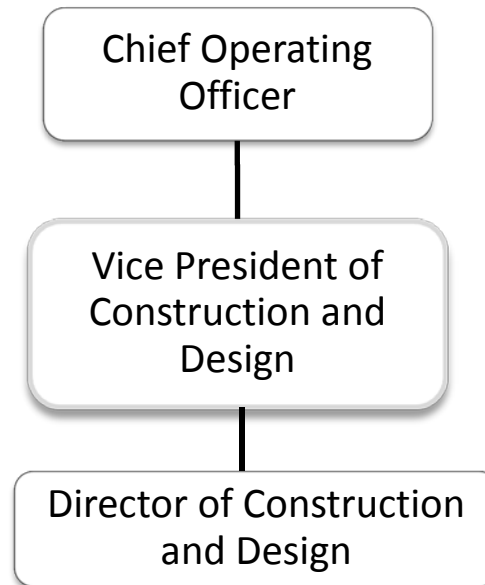 Chief Operating
Officer
Vice President of
Construction and
Design
Director of Construction
and Design